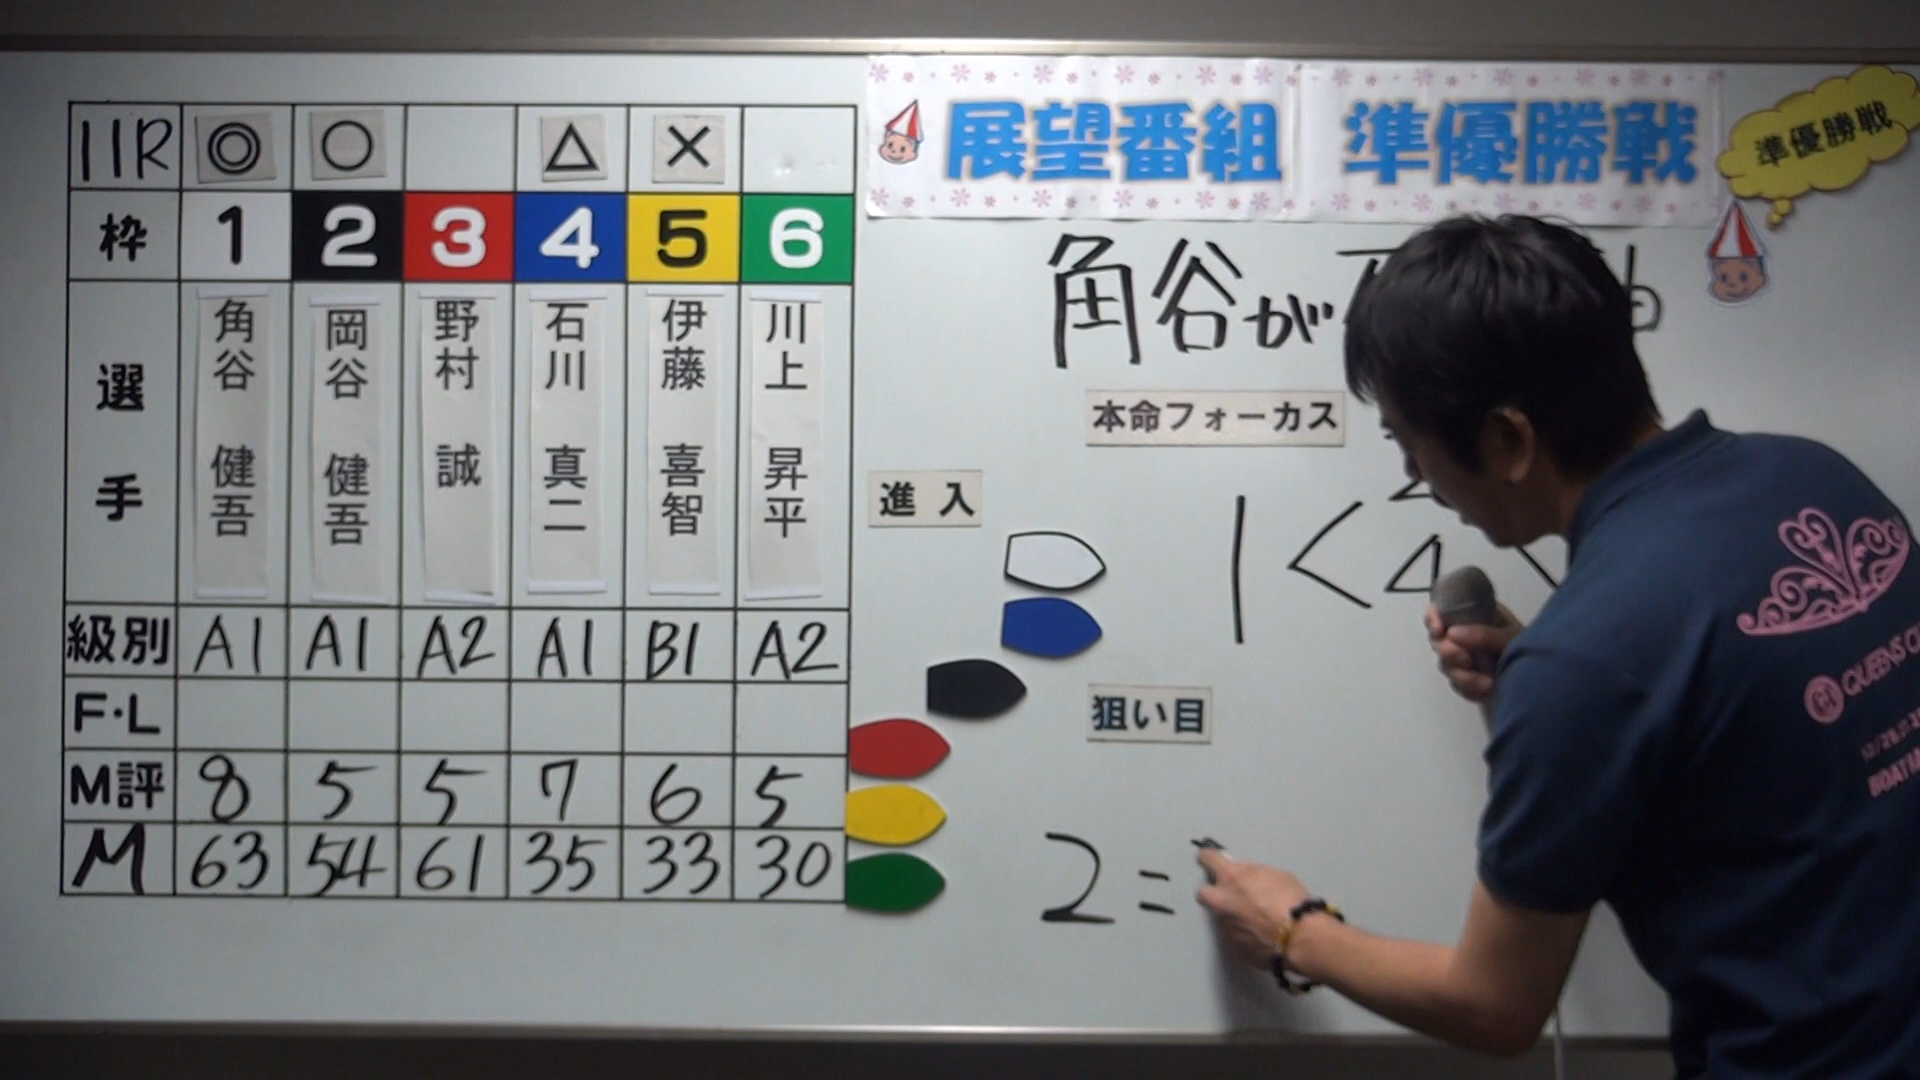 11R ◎ ○ △ ×
枠 1 2 3 4 5 6
選手 角谷 健吾 岡谷 健吾 野村 誠 石川 真二 伊藤 喜智 川上 昇平
級別 A1 A1 A2 A1 B1 A2
F·L
M評 8 5 5 7 6 5
M 63 54 61 35 33 30
展望番組 準優勝戦
準優勝戦
角谷が
本命フォーカス
進入
1<4
狙い目
2=
G1 QUEENS